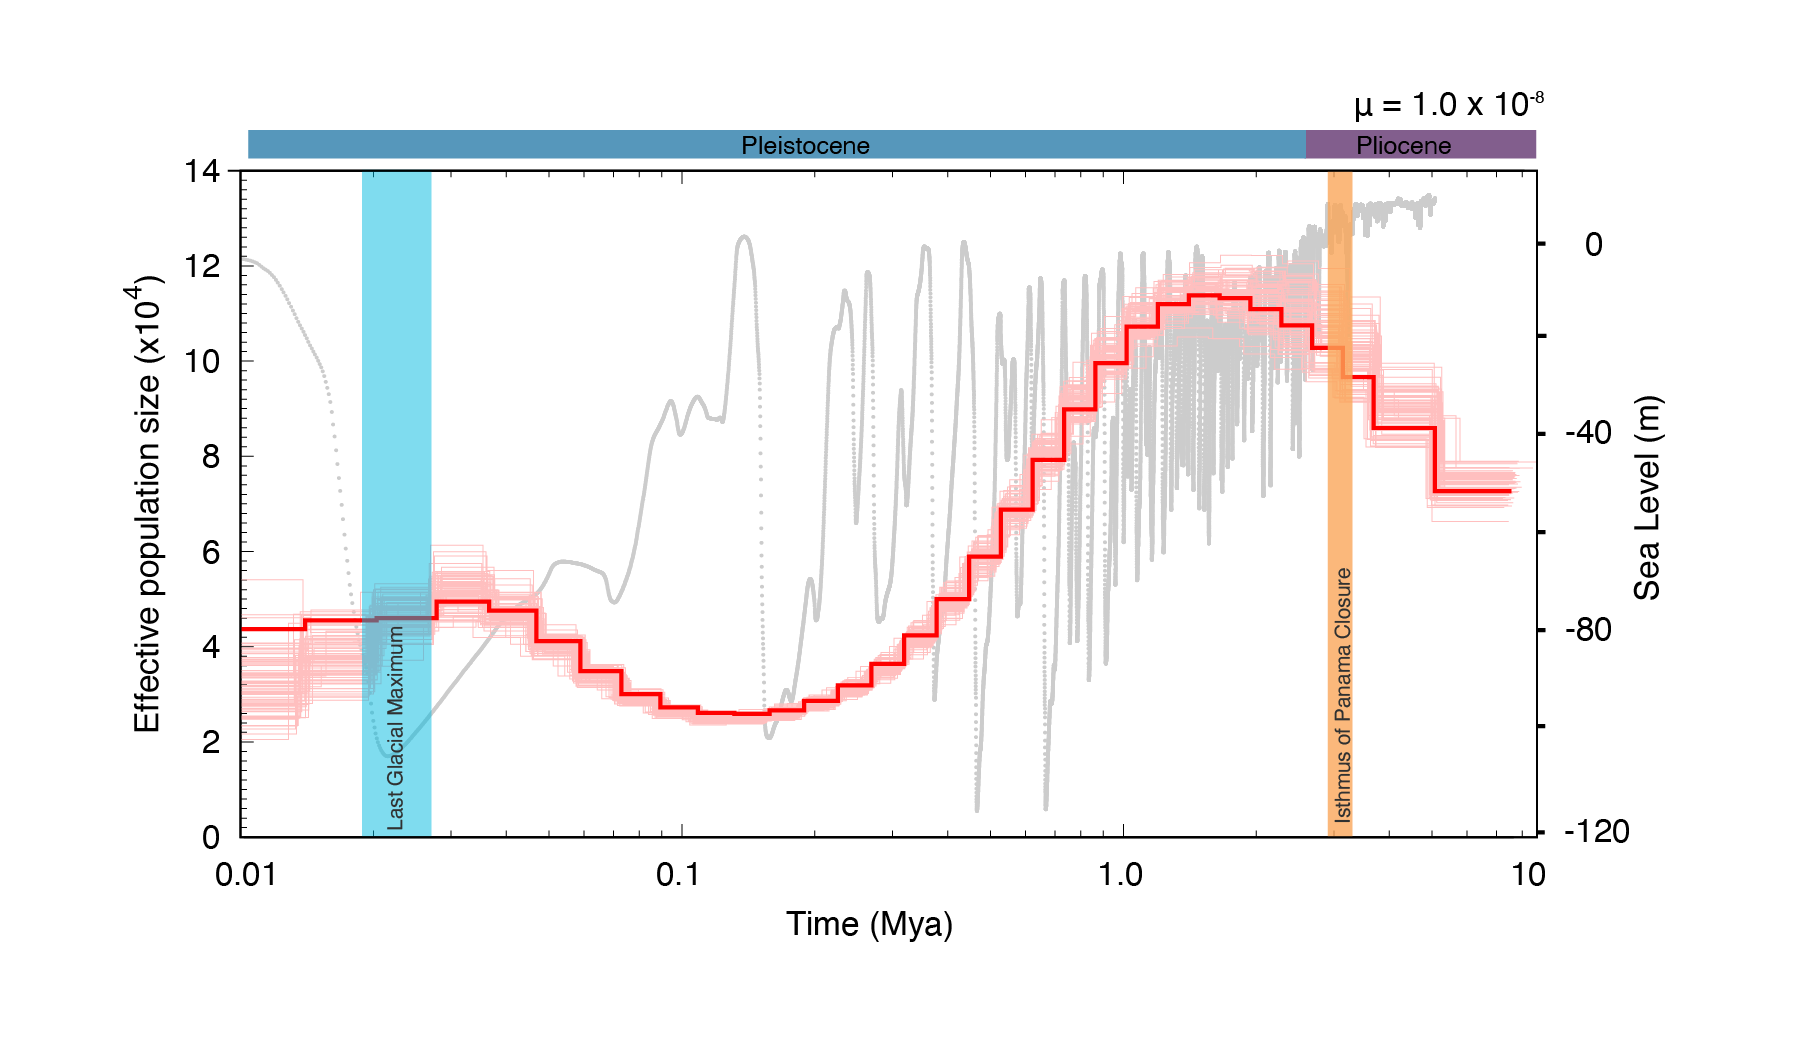 μ = 1.0 x 10-8
Pleistocene
Pliocene
14
12
10
8
6
4
2
0
Effective population size (x104)
0
-40
-80
-120
Sea Level (m)
Last Glacial Maximum
Isthmus of Panama Closure
0.01
0.1
1.0
10
Time (Mya)